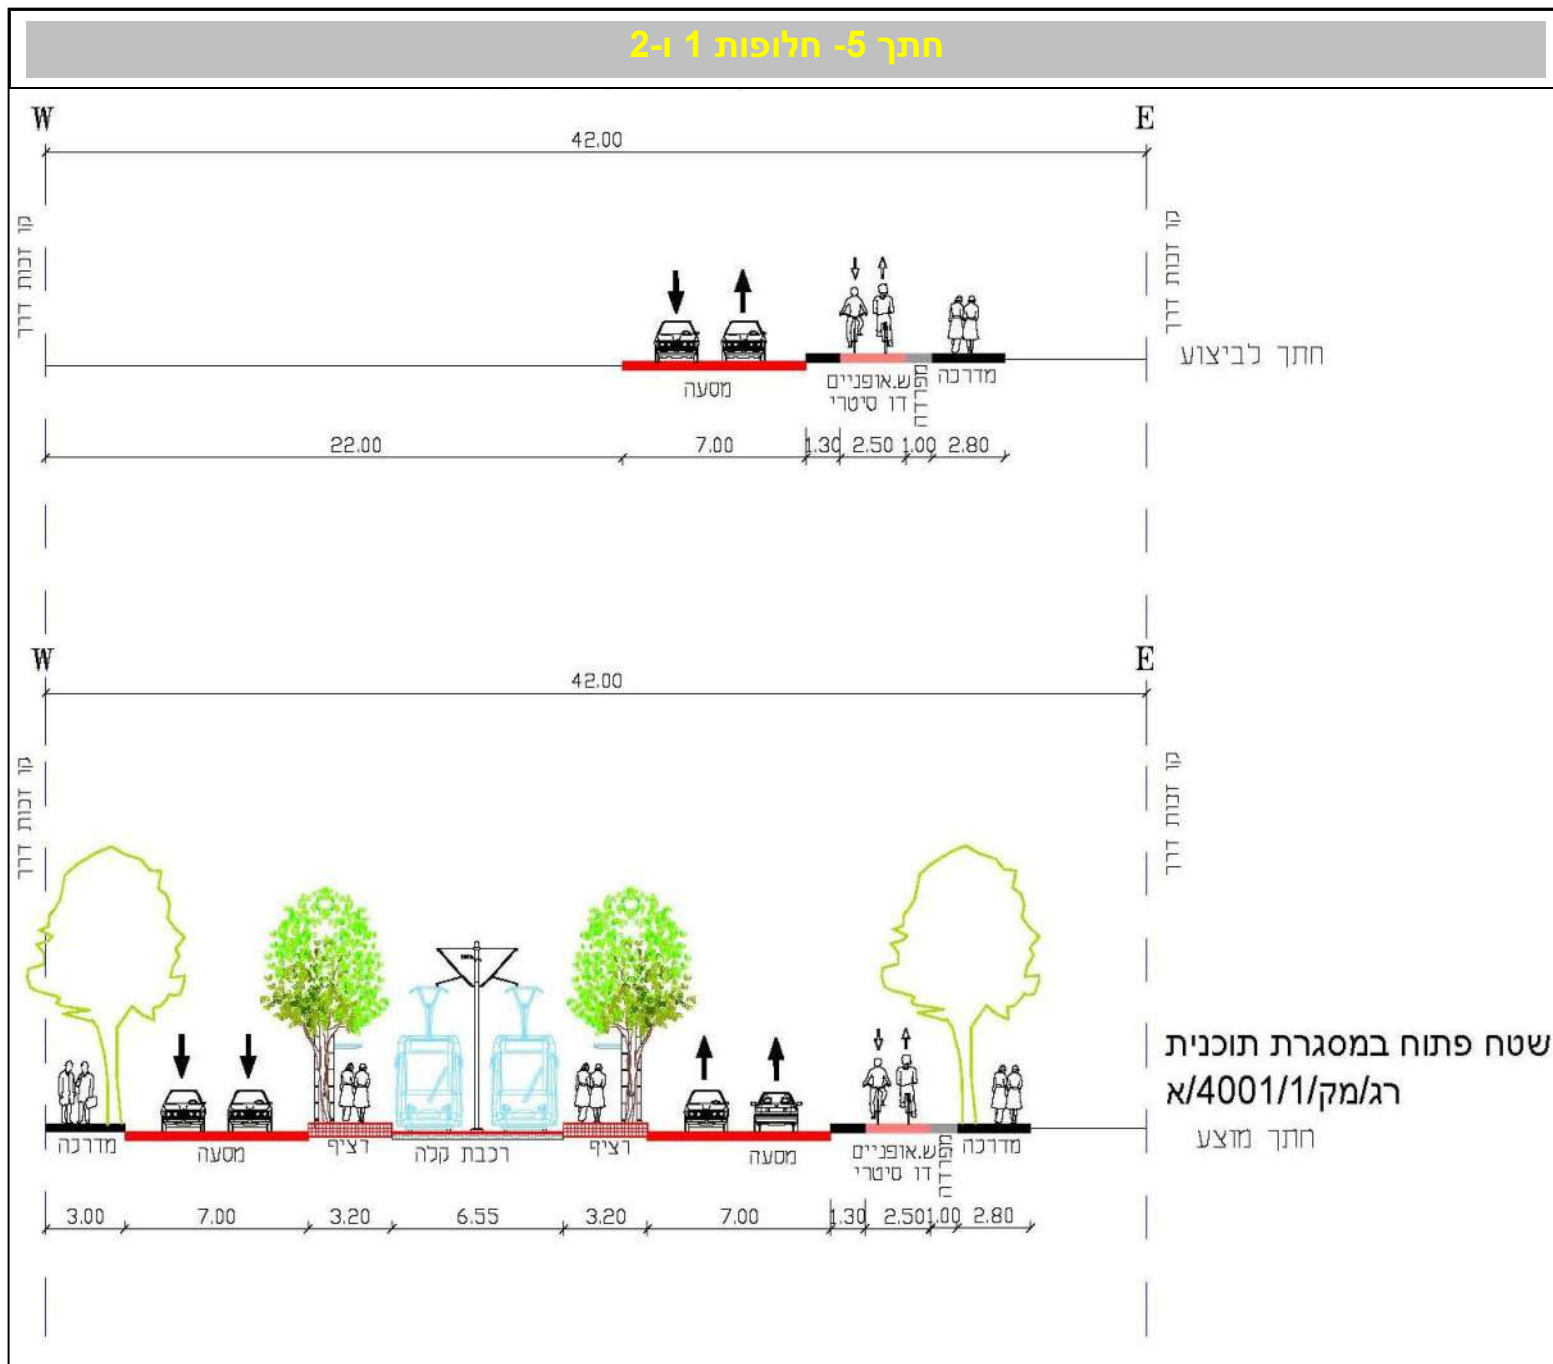 חתך 5- חלופות 1 ו-2
W
E
42.00
קו זכות דרך
קו זכות דרך
חתך לביצוע
מסעה
ש.אופניים
דו סיטרי
מפרדה
מדרכה
22.00
7.00
1.30
2.50
1.00
2.80
W
E
42.00
קו זכות דרך
קו זכות דרך
שטח פתוח במסגרת תוכנית
רג/מק/4001/1/א
חתך מוצע
מדרכה
מסעה
רציף
רכבת קלה
רציף
מסעה
ש.אופניים
דו סיטרי
מפרדה
מדרכה
3.00
7.00
3.20
6.55
3.20
7.00
1.30
2.50
1.00
2.80